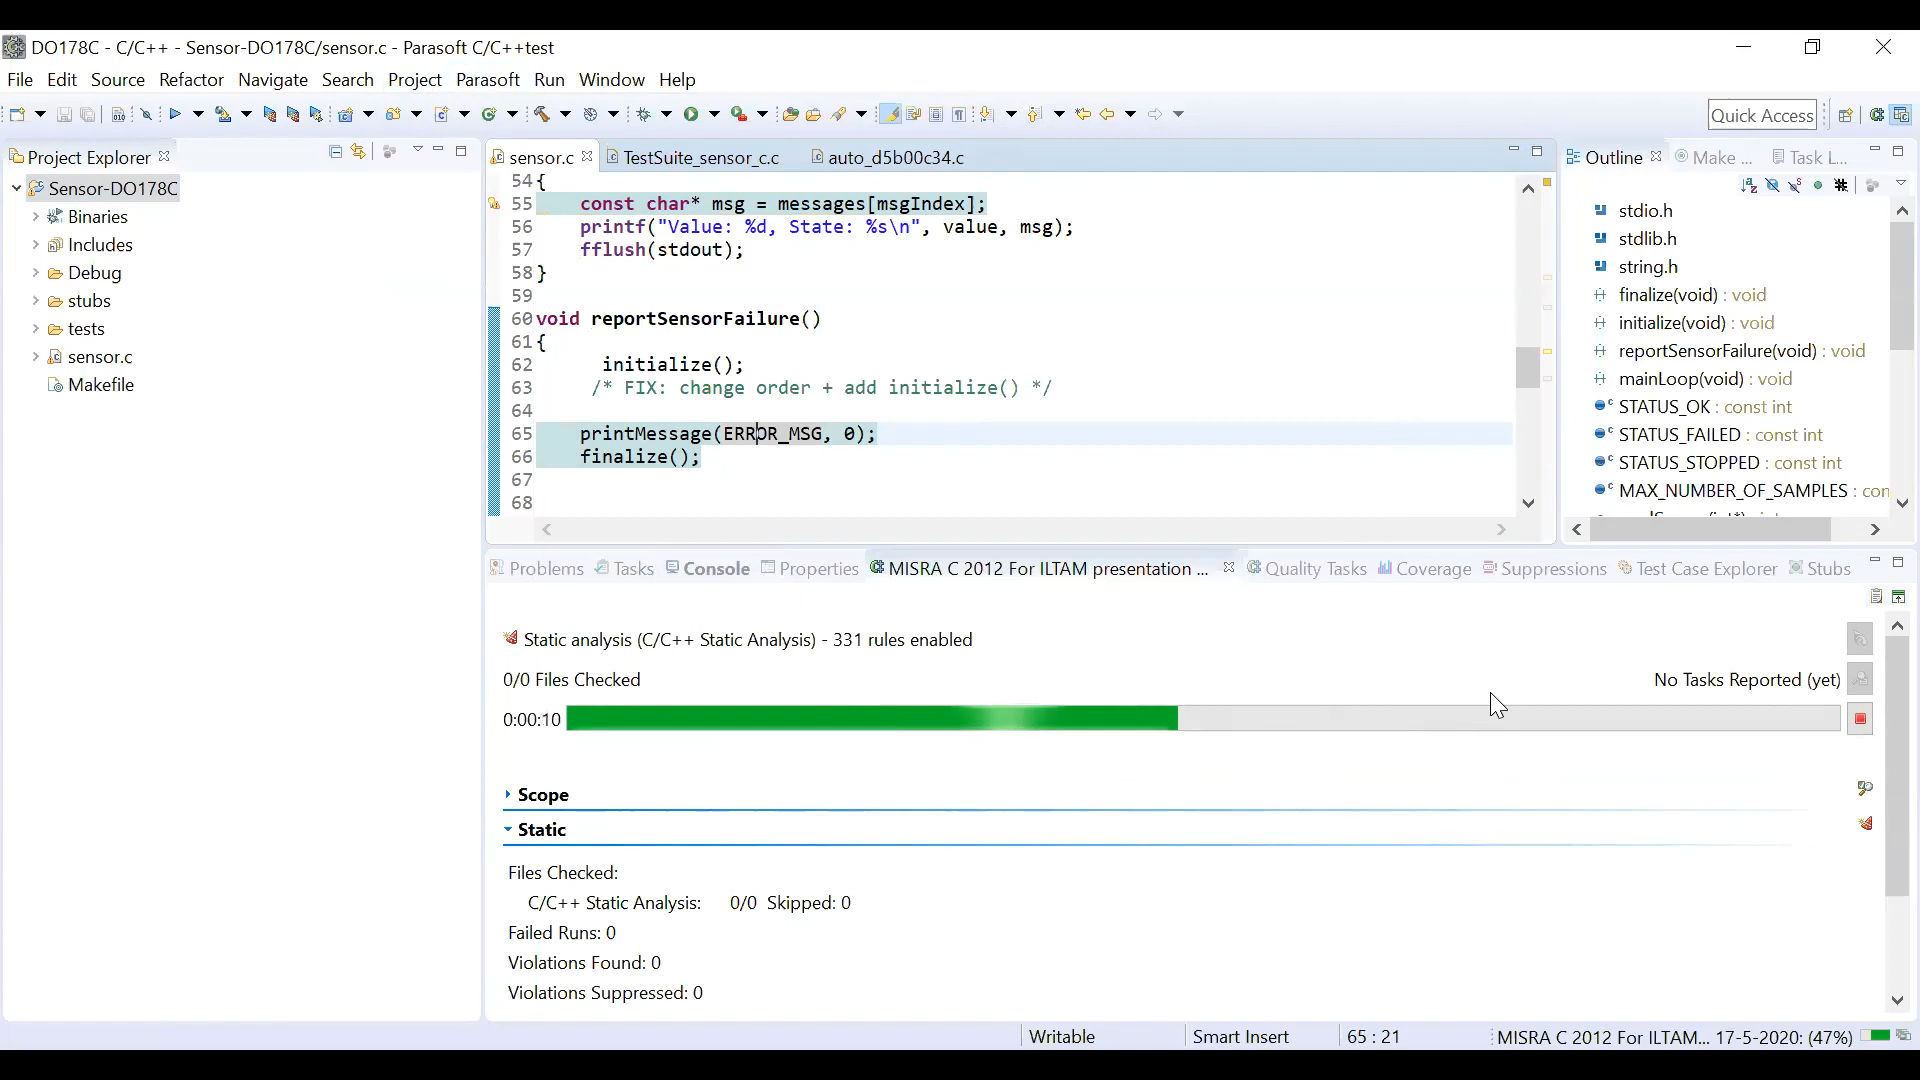 DO178C - C/C++ - Sensor-DO178C/sensor.c - Parasoft C/C++test
File Edit Source Refactor Navigate Search Project Parasoft Run Window Help
Quick Access
Project Explorer
Sensor-DO178C
Binaries
Includes
Debug
stubs
tests
sensor.c
Makefile
sensor.c TestSuite_sensor_c.c auto_d5b00c34.c
54 {
55 const char* msg = messages[msgIndex];
56 printf("Value: %d, State: %s\n", value, msg);
57 fflush(stdout);
58 }
59
60 void reportSensorFailure()
61 {
62 initialize();
63 /* FIX: change order + add initialize() */
64
65 printMessage(ERROR_MSG, 0);
66 finalize();
67
68
Outline Make ... Task L...
stdio.h
stdlib.h
string.h
finalize(void) : void
initialize(void) : void
reportSensorFailure(void) : void
mainLoop(void) : void
STATUS_OK : const int
STATUS_FAILED : const int
STATUS_STOPPED : const int
MAX_NUMBER_OF_SAMPLES : con
Problems Tasks Console Properties MISRA C 2012 For ILTAM presentation ... Quality Tasks Coverage Suppressions Test Case Explorer Stubs
Static analysis (C/C++ Static Analysis) - 331 rules enabled
0/0 Files Checked No Tasks Reported (yet)
0:00:10
Scope
Static
Files Checked:
C/C++ Static Analysis: 0/0 Skipped: 0
Failed Runs: 0
Violations Found: 0
Violations Suppressed: 0
Writable Smart Insert 65 : 21 MISRA C 2012 For ILTAM... 17-5-2020: (47%)